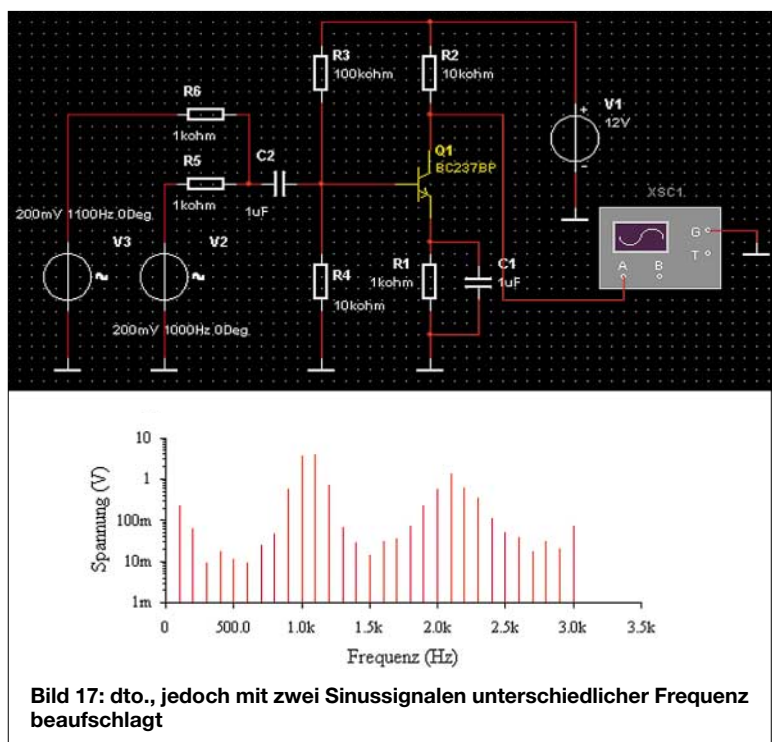 R3
100kohm
R2
10kohm
R6
1kohm
V1
12V
C2
Q1
BC237BP
R5
1kohm
1uF
XSC1
200mV 1100Hz 0Deg.
V3
V2
G
T
A B
R4
10kohm
R1
1kohm
C1
1uF
200mV 1000Hz 0Deg.
Spannung (V)
10
1
100m
10m
1m
0 500.0 1.0k 1.5k 2.0k 2.5k 3.0k 3.5k
Frequenz (Hz)
Bild 17: dto., jedoch mit zwei Sinussignalen unterschiedlicher Frequenz
beaufschlagt